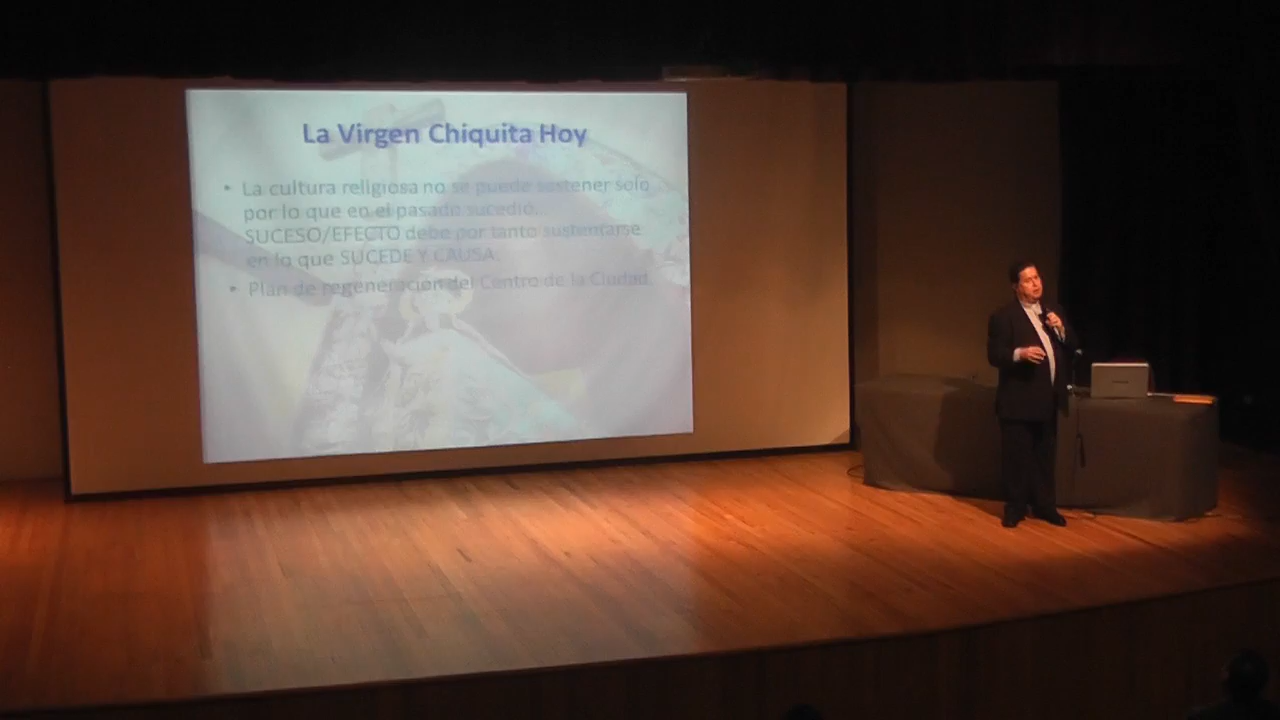 La Virgen Chiquita Hoy
• La cultura religiosa no se puede sostener solo
por lo que en el pasado sucedió...
SUCESO/EFECTO debe por tanto sustentarse
en lo que SUCEDE Y CAUSA.
• Plan de regeneración del Centro de la Ciudad.